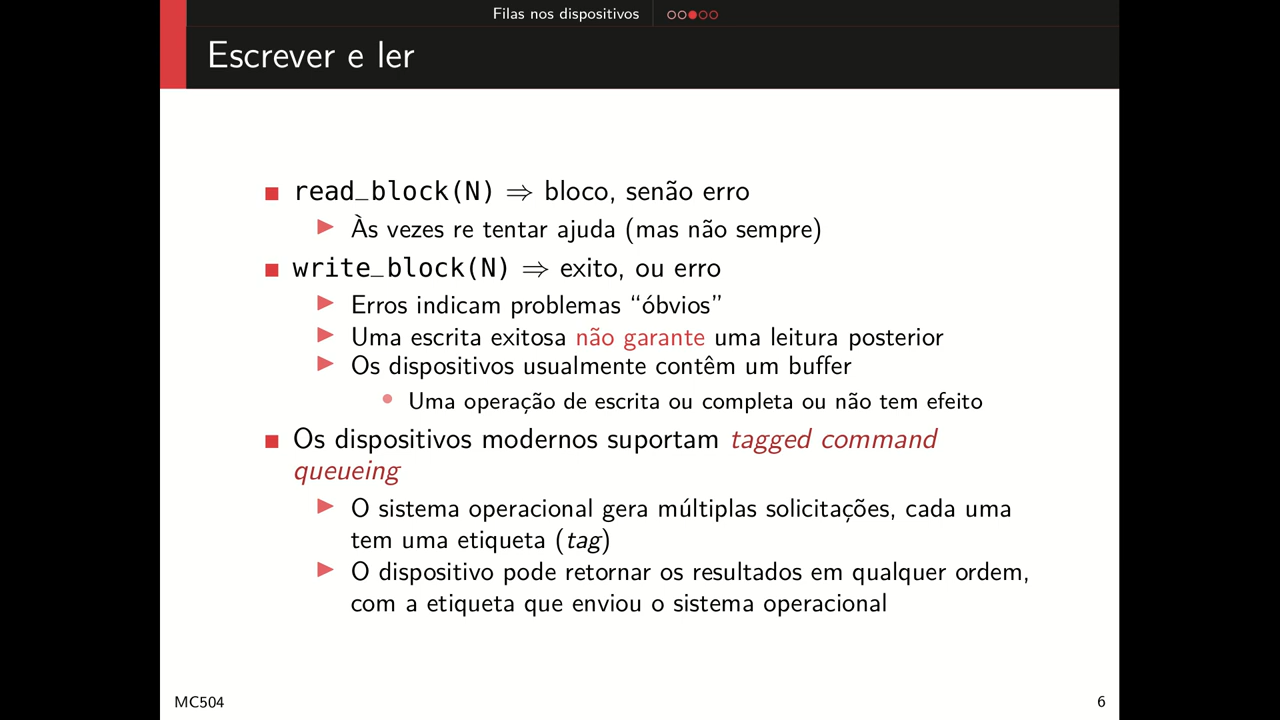 Filas nos dispositivos
Escrever e ler
read_block(N) ⇒ bloco, senão erro
Às vezes re tentar ajuda (mas não sempre)
write_block(N) ⇒ exito, ou erro
Erros indicam problemas “óbvios”
Uma escrita exitosa não garante uma leitura posterior
Os dispositivos usualmente contêm um buffer
Uma operação de escrita ou completa ou não tem efeito
Os dispositivos modernos suportam tagged command
queueing
O sistema operacional gera múltiplas solicitações, cada uma
tem uma etiqueta (tag)
O dispositivo pode retornar os resultados em qualquer ordem,
com a etiqueta que enviou o sistema operacional
MC504
6